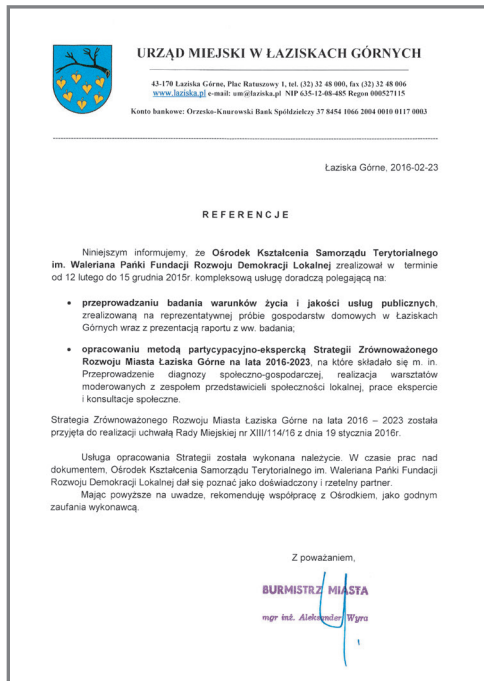 URZĄD MIEJSKI W ŁAZISKACH GÓRNYCH
43-170 Łaziska Górne, Plac Ratuszowy 1, tel. (32) 32 48 000, fax (32) 32 48 006
www.laziska.pl e-mail: um@laziska.pl NIP 635-12-08-485 Regon 000527115
Konto bankowe: Orzesko-Knurowski Bank Spółdzielczy 37 8454 1066 2004 0010 0117 0003
Łaziska Górne, 2016-02-23
REFERENCJE
Niniejszym informujemy, że Ośrodek Kształcenia Samorządu Terytorialnego
im. Waleriana Pańki Fundacji Rozwoju Demokracji Lokalnej zrealizował w terminie
od 12 lutego do 15 grudnia 2015r. kompleksową usługę doradczą polegającą na:
• przeprowadzaniu badania warunków życia i jakości usług publicznych,
zrealizowaną na reprezentatywnej próbie gospodarstw domowych w Łaziskach
Górnych wraz z prezentacją raportu z ww. badania;
• opracowaniu metodą partycypacyjno-ekspercką Strategii Zrównoważonego
Rozwoju Miasta Łaziska Górne na lata 2016-2023, na które składało się m. in.
Przeprowadzenie diagnozy społeczno-gospodarczej, realizacja warsztatów
moderowanych z zespołem przedstawicieli społeczności lokalnej, prace eksperckie
i konsultacje społeczne.
Strategia Zrównoważonego Rozwoju Miasta Łaziska Górne na lata 2016 – 2023 została
przyjęta do realizacji uchwałą Rady Miejskiej nr XIII/114/16 z dnia 19 stycznia 2016r.
Usługa opracowania Strategii została wykonana należycie. W czasie prac nad
dokumentem, Ośrodek Kształcenia Samorządu Terytorialnego im. Waleriana Pańki Fundacji
Rozwoju Demokracji Lokalnej dał się poznać jako doświadczony i rzetelny partner.
Mając powyższe na uwadze, rekomenduję współpracę z Ośrodkiem, jako godnym
zaufania wykonawcą.
Z poważaniem,
BURMISTRZ MIASTA
mgr inż. Aleksander Wyra